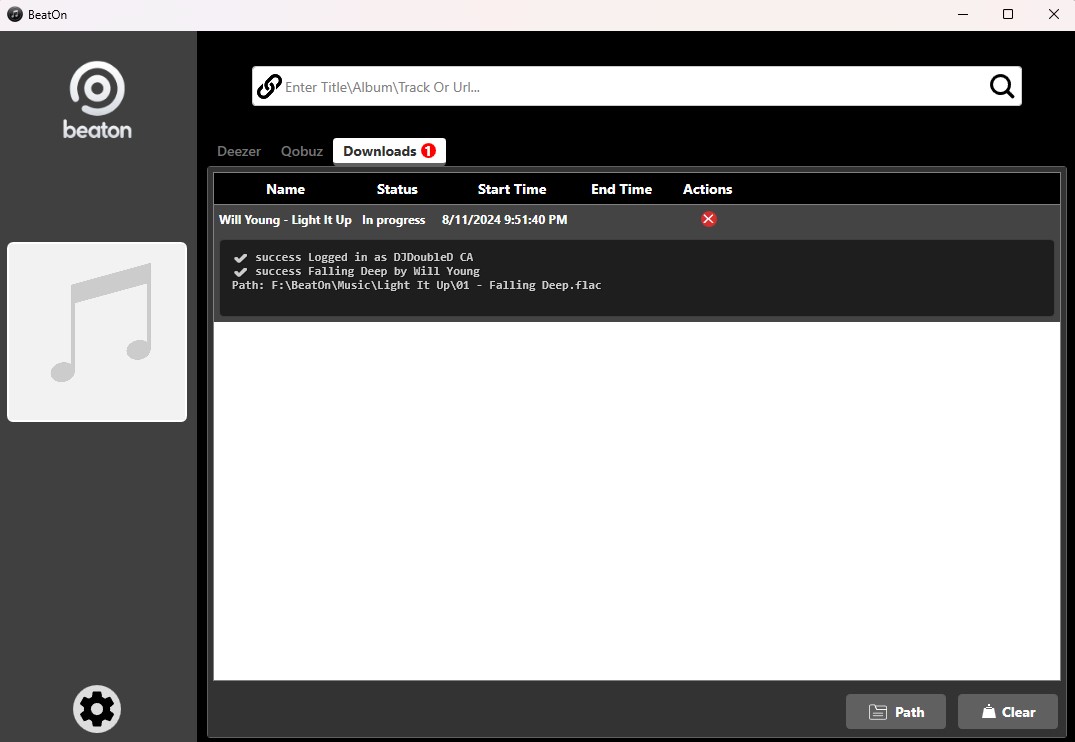 BeatOn
beaton
Enter Title\Album\Track Or Url...
Deezer Qobuz Downloads 1
Name Status Start Time End Time Actions
Will Young - Light It Up In progress 8/11/2024 9:51:40 PM
success Logged in as DJDoubleD CA
success Falling Deep by Will Young
Path: F:\BeatOn\Music\Light It Up\01 - Falling Deep.flac
Path Clear